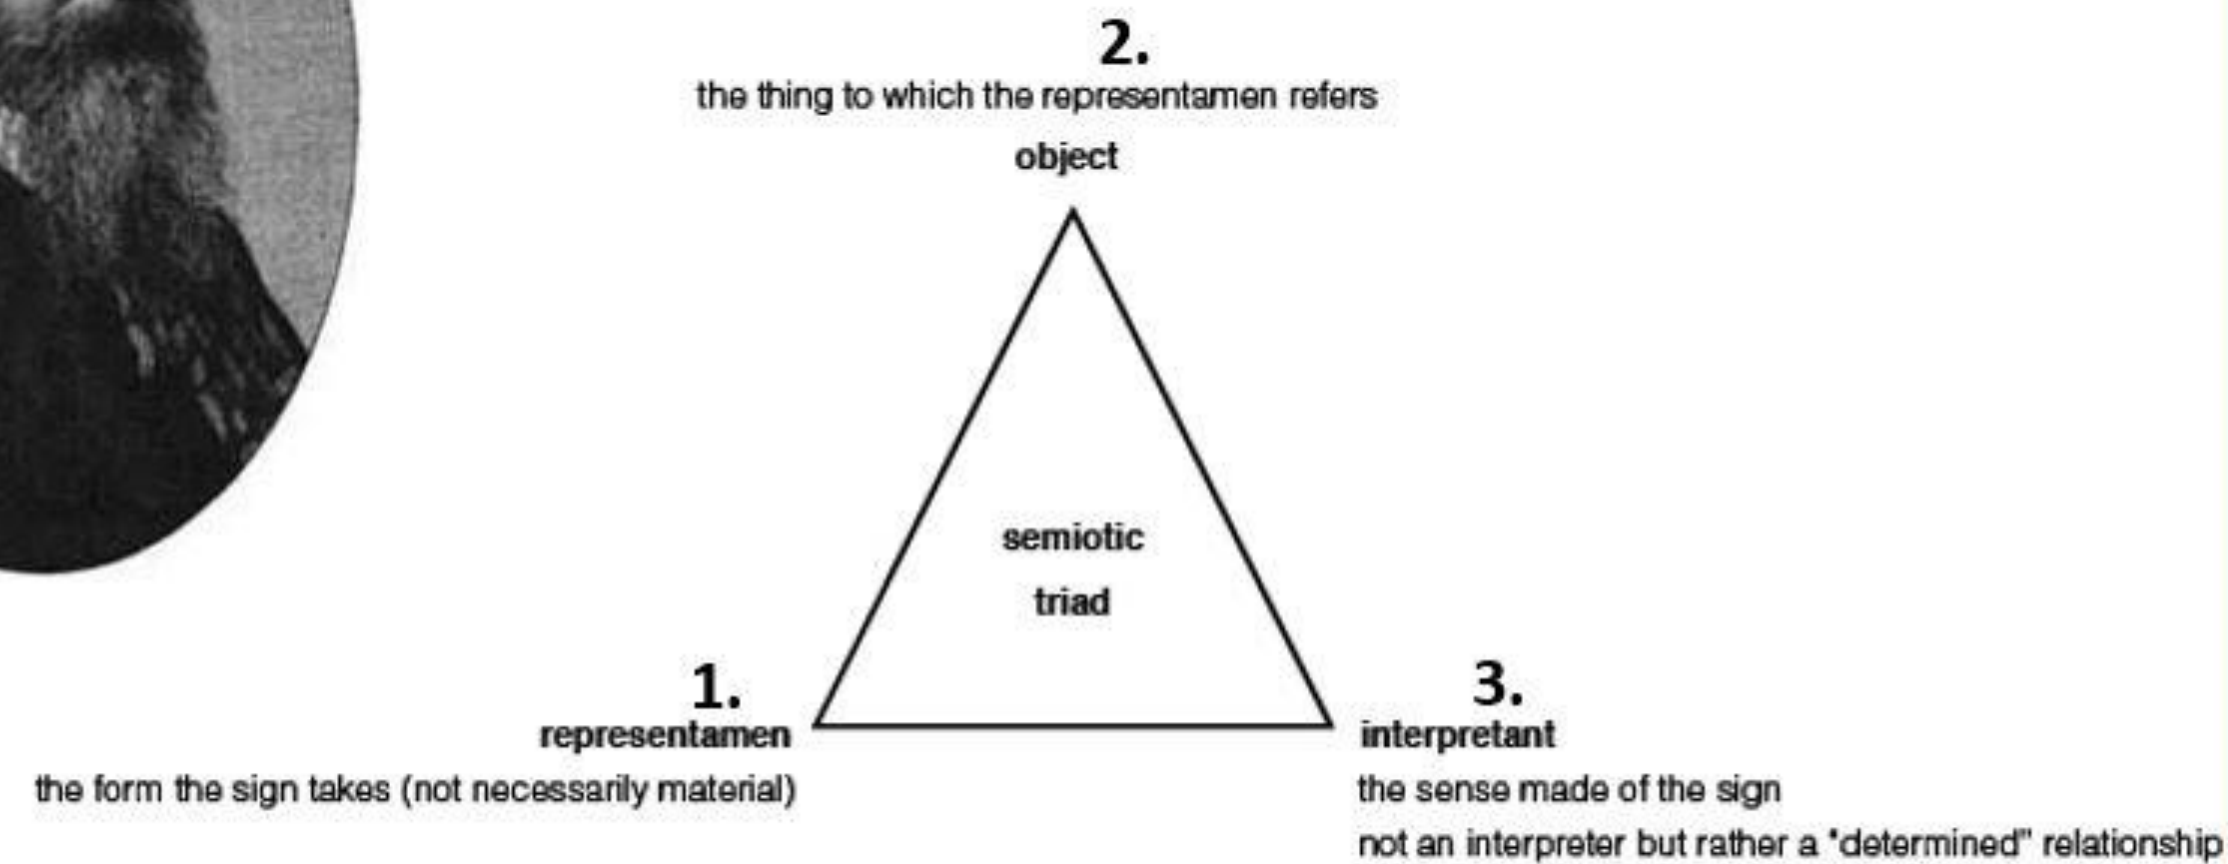 2.
the thing to which the representamen refers
object
semiotic
triad
1.
representamen
the form the sign takes (not necessarily material)
3.
interpretant
the sense made of the sign
not an interpreter but rather a "determined" relationship